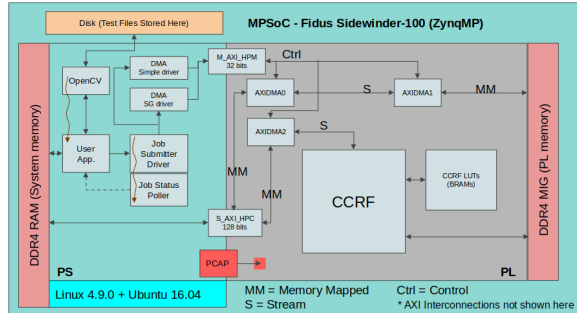 Disk (Test Files Stored Here)
MPSoC - Fidus Sidewinder-100 (ZynqMP)
DDR4 RAM (System memory)
OpenCV
DMA
Simple driver
DMA
SG driver
User
App.
Job
Submitter
Driver
Job Status
Poller
M_AXI_HPM
32 bits
Ctrl
AXIDMA0
S
AXIDMA1
MM
AXIDMA2
S
MM
MM
CCRF
CCRF LUTs
(BRAMs)
S_AXI_HPC
128 bits
PCAP
PS
PL
DDR4 MIG (PL memory)
Linux 4.9.0 + Ubuntu 16.04
MM = Memory Mapped
Ctrl = Control
S = Stream
* AXI Interconnections not shown here